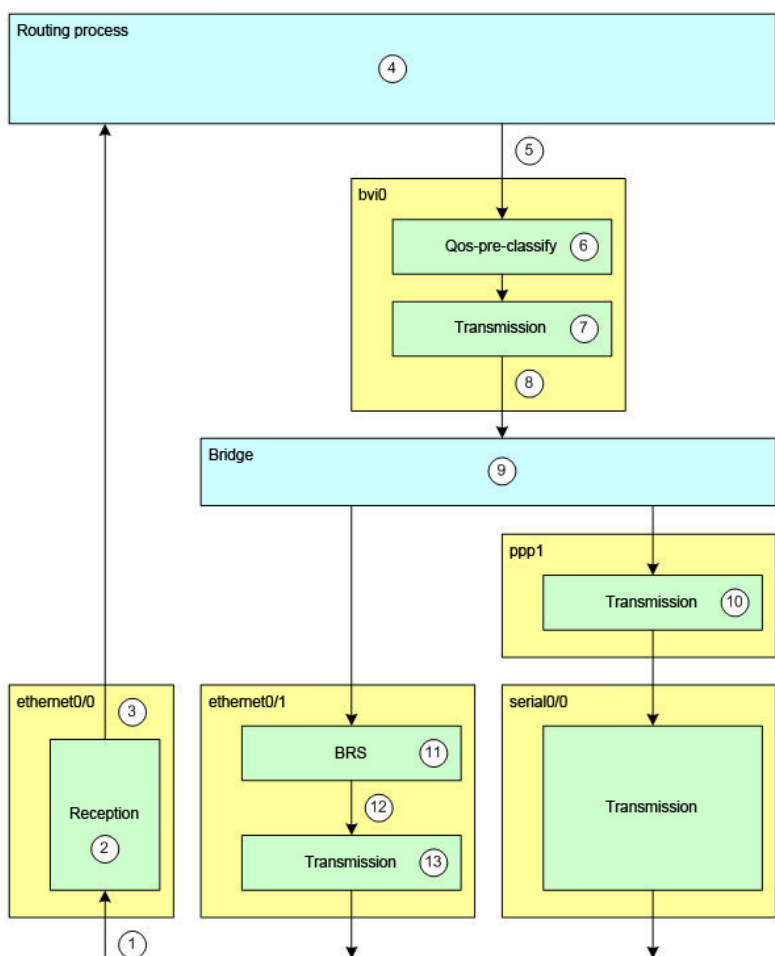 Routing process
4
5
bvi0
Qos-pre-classify 6
Transmission 7
8
Bridge
9
ppp1
Transmission 10
ethernet0/0
3
Reception
2
1
ethernet0/1
BRS 11
12
Transmission 13
serial0/0
Transmission